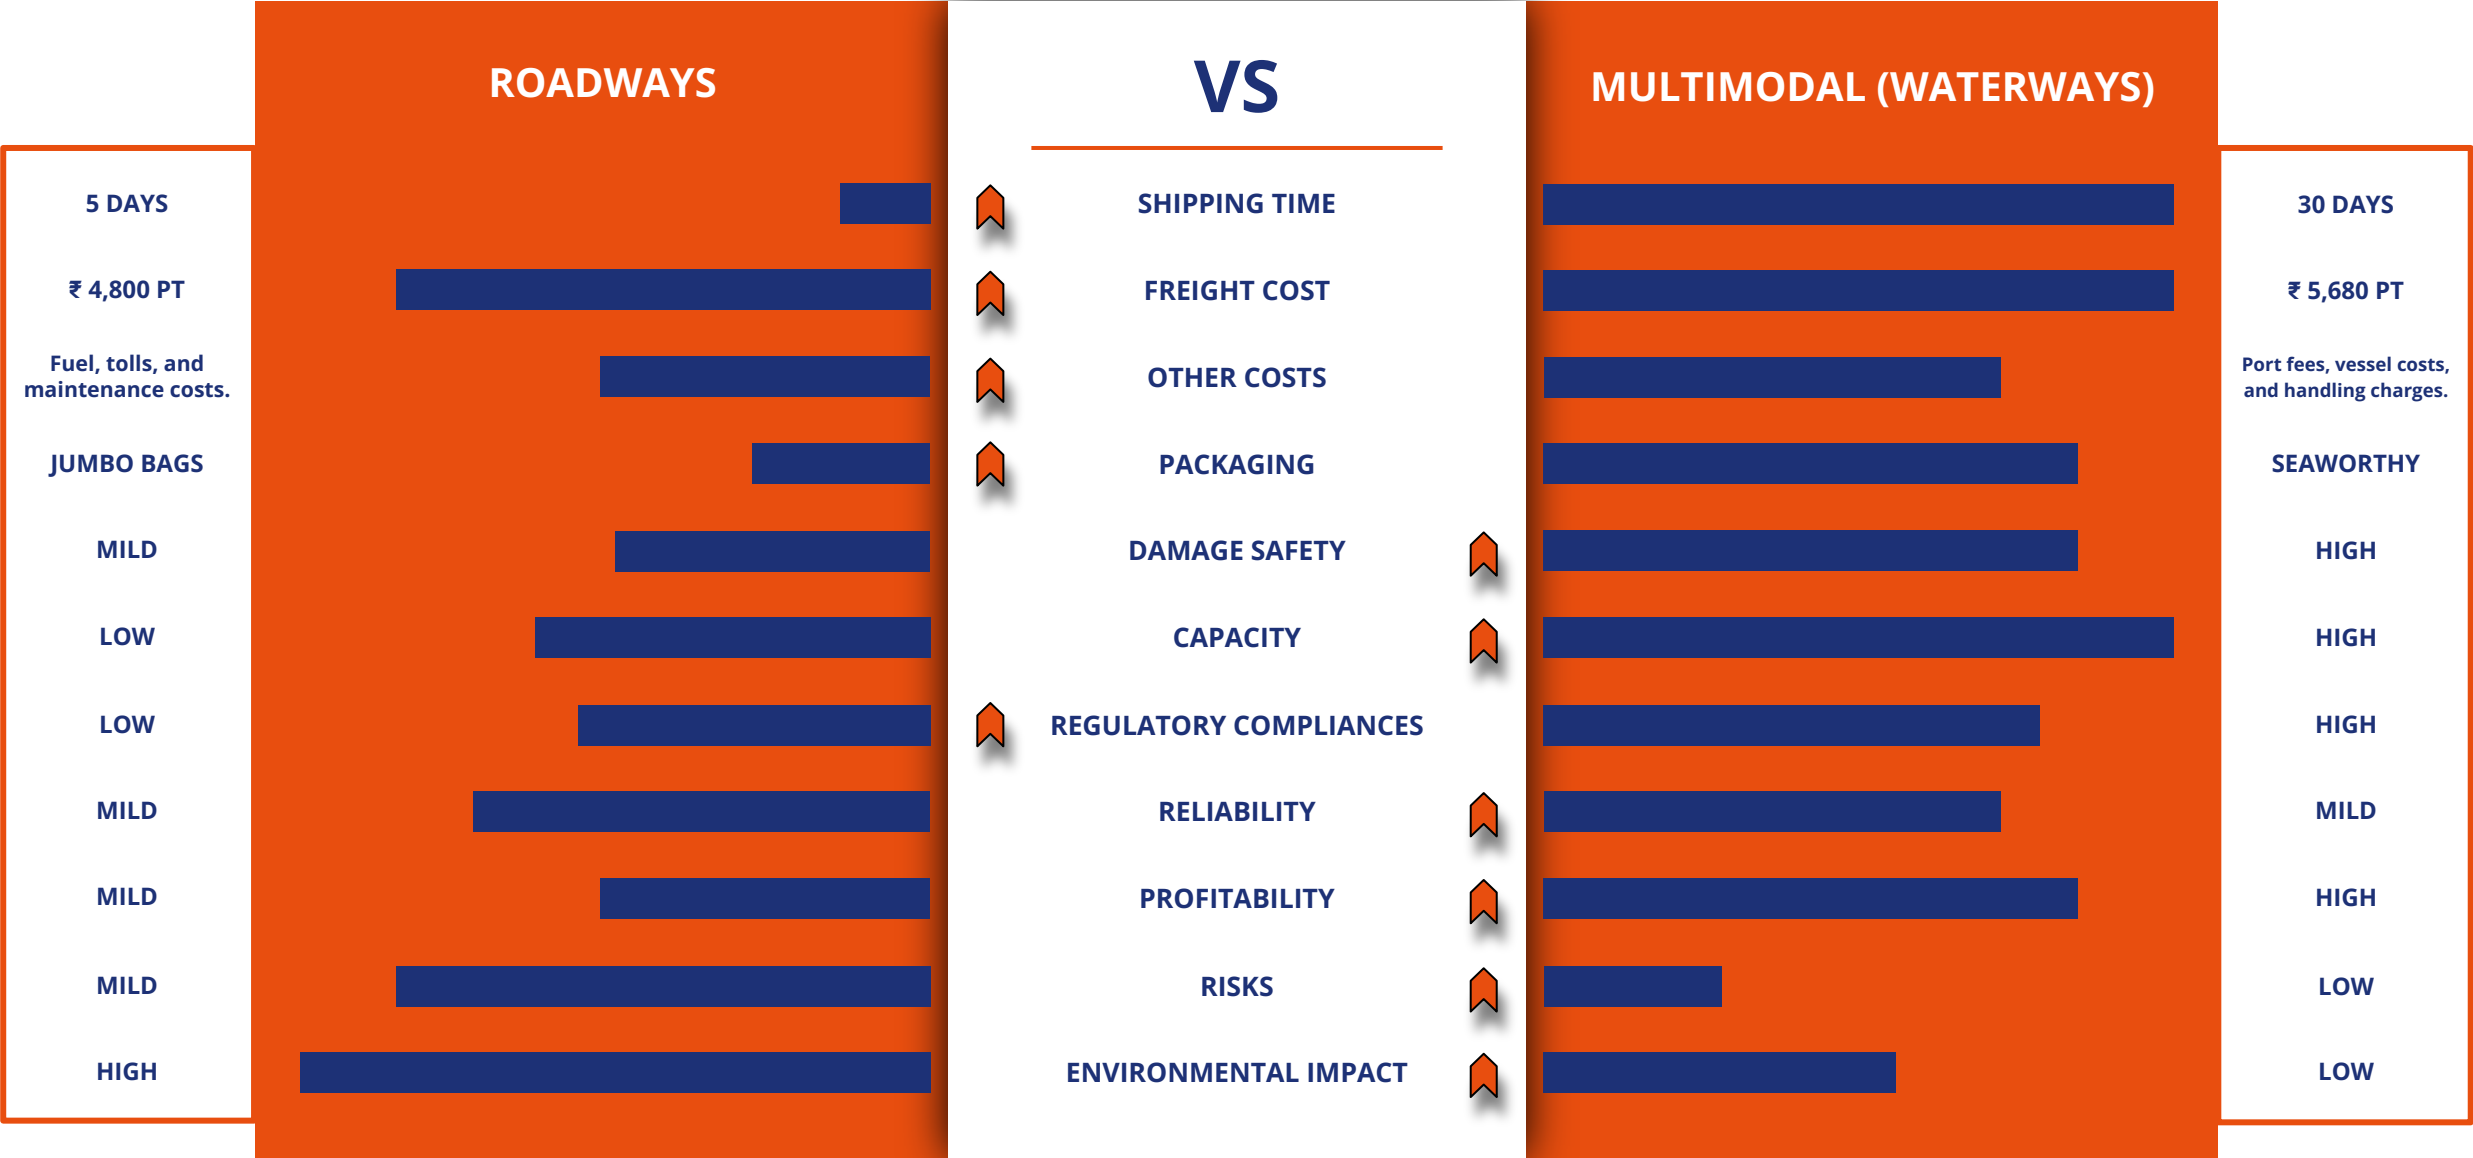 ROADWAYS
VS
MULTIMODAL (WATERWAYS)
5 DAYS
SHIPPING TIME
30 DAYS
₹ 4,800 PT
FREIGHT COST
₹ 5,680 PT
Fuel, tolls, and
maintenance costs.
OTHER COSTS
Port fees, vessel costs,
and handling charges.
JUMBO BAGS
PACKAGING
SEAWORTHY
MILD
DAMAGE SAFETY
HIGH
LOW
CAPACITY
HIGH
LOW
REGULATORY COMPLIANCES
HIGH
MILD
RELIABILITY
MILD
MILD
PROFITABILITY
HIGH
MILD
RISKS
LOW
HIGH
ENVIRONMENTAL IMPACT
LOW